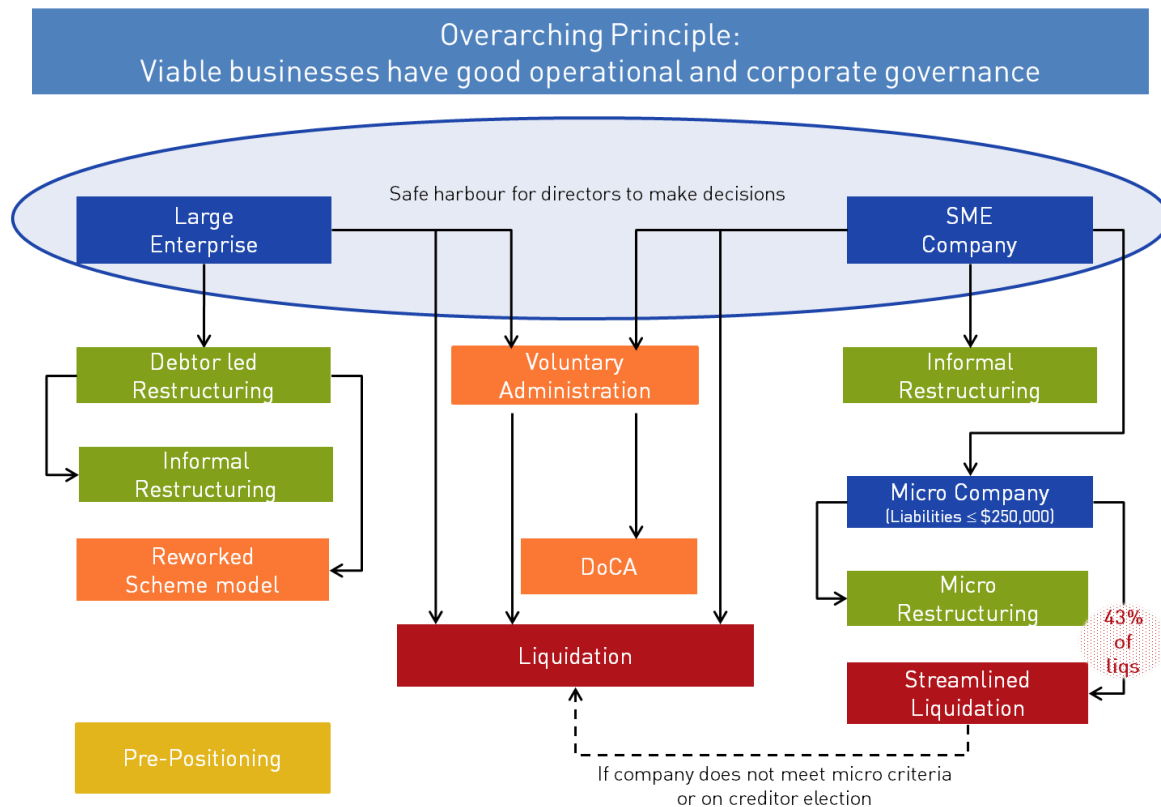 Overarching Principle:
Viable businesses have good operational and corporate governance
Safe harbour for directors to make decisions
Large
Enterprise
SME
Company
Debtor led
Restructuring
Voluntary
Administration
Informal
Restructuring
Informal
Restructuring
Micro Company
(Liabilities ≤ $250,000)
Reworked
Scheme model
DoCA
Micro
Restructuring
43%
of
liqs
Liquidation
Streamlined
Liquidation
Pre-Positioning
If company does not meet micro criteria
or on creditor election